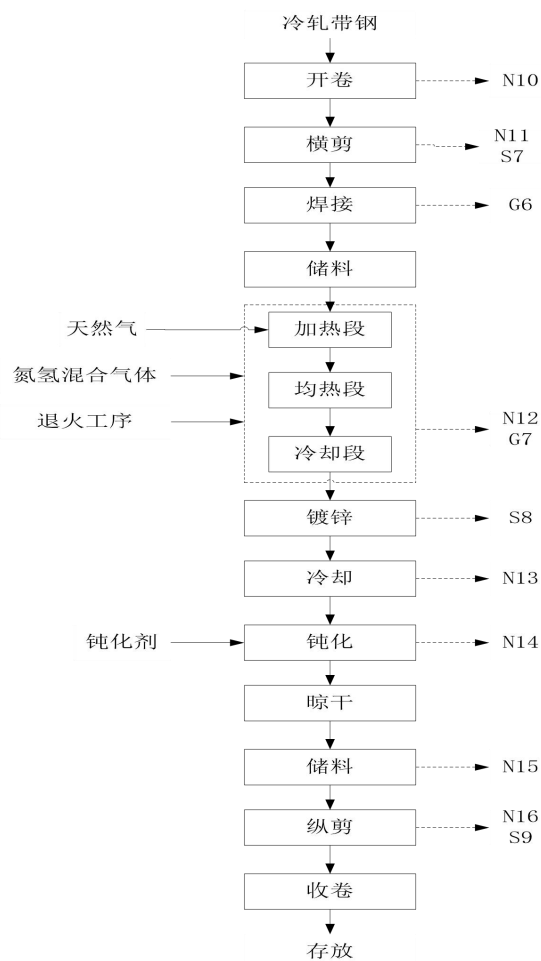 冷轧带钢
开卷
N10
横剪
N11
S7
焊接
G6
储料
天然气
加热段
氮氢混合气体
均热段
退火工序
N12
G7
冷却段
镀锌
S8
冷却
N13
钝化剂
钝化
N14
晾干
储料
N15
纵剪
N16
S9
收卷
存放